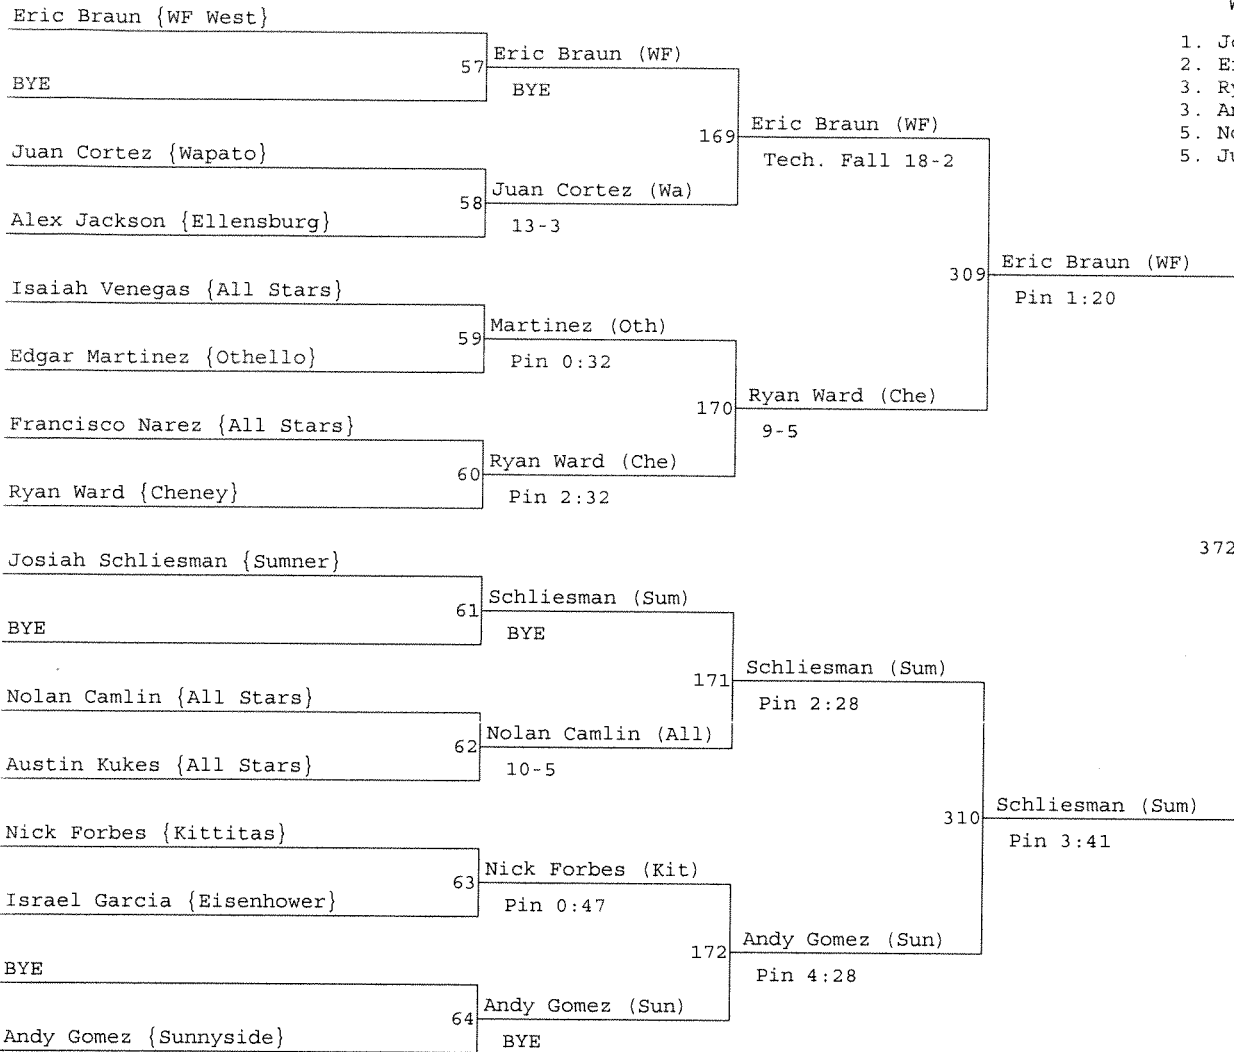 Eric Braun {WF West}
57
Eric Braun (WF)
BYE
BYE
169
Eric Braun (WF)
Tech. Fall 18-2
Juan Cortez {Wapato}
58
Juan Cortez (Wa)
13-3
Alex Jackson {Ellensburg}
309
Eric Braun (WF)
Pin 1:20
Isaiah Venegas {All Stars}
59
Martinez (Oth)
Pin 0:32
Edgar Martinez {Othello}
170
Ryan Ward (Che)
9-5
Francisco Narez {All Stars}
60
Ryan Ward (Che)
Pin 2:32
Ryan Ward {Cheney}
372
Josiah Schliesman {Sumner}
61
Schliesman (Sum)
BYE
BYE
171
Schliesman (Sum)
Pin 2:28
Nolan Camlin {All Stars}
62
Nolan Camlin (All)
10-5
Austin Kukes {All Stars}
310
Schliesman (Sum)
Pin 3:41
Nick Forbes {Kittitas}
63
Nick Forbes (Kit)
Pin 0:47
Israel Garcia {Eisenhower}
172
Andy Gomez (Sun)
Pin 4:28
BYE
64
Andy Gomez (Sun)
BYE
Andy Gomez {Sunnyside}
1. Jo
2. Er
3. Ry
3. An
5. No
5. Ju